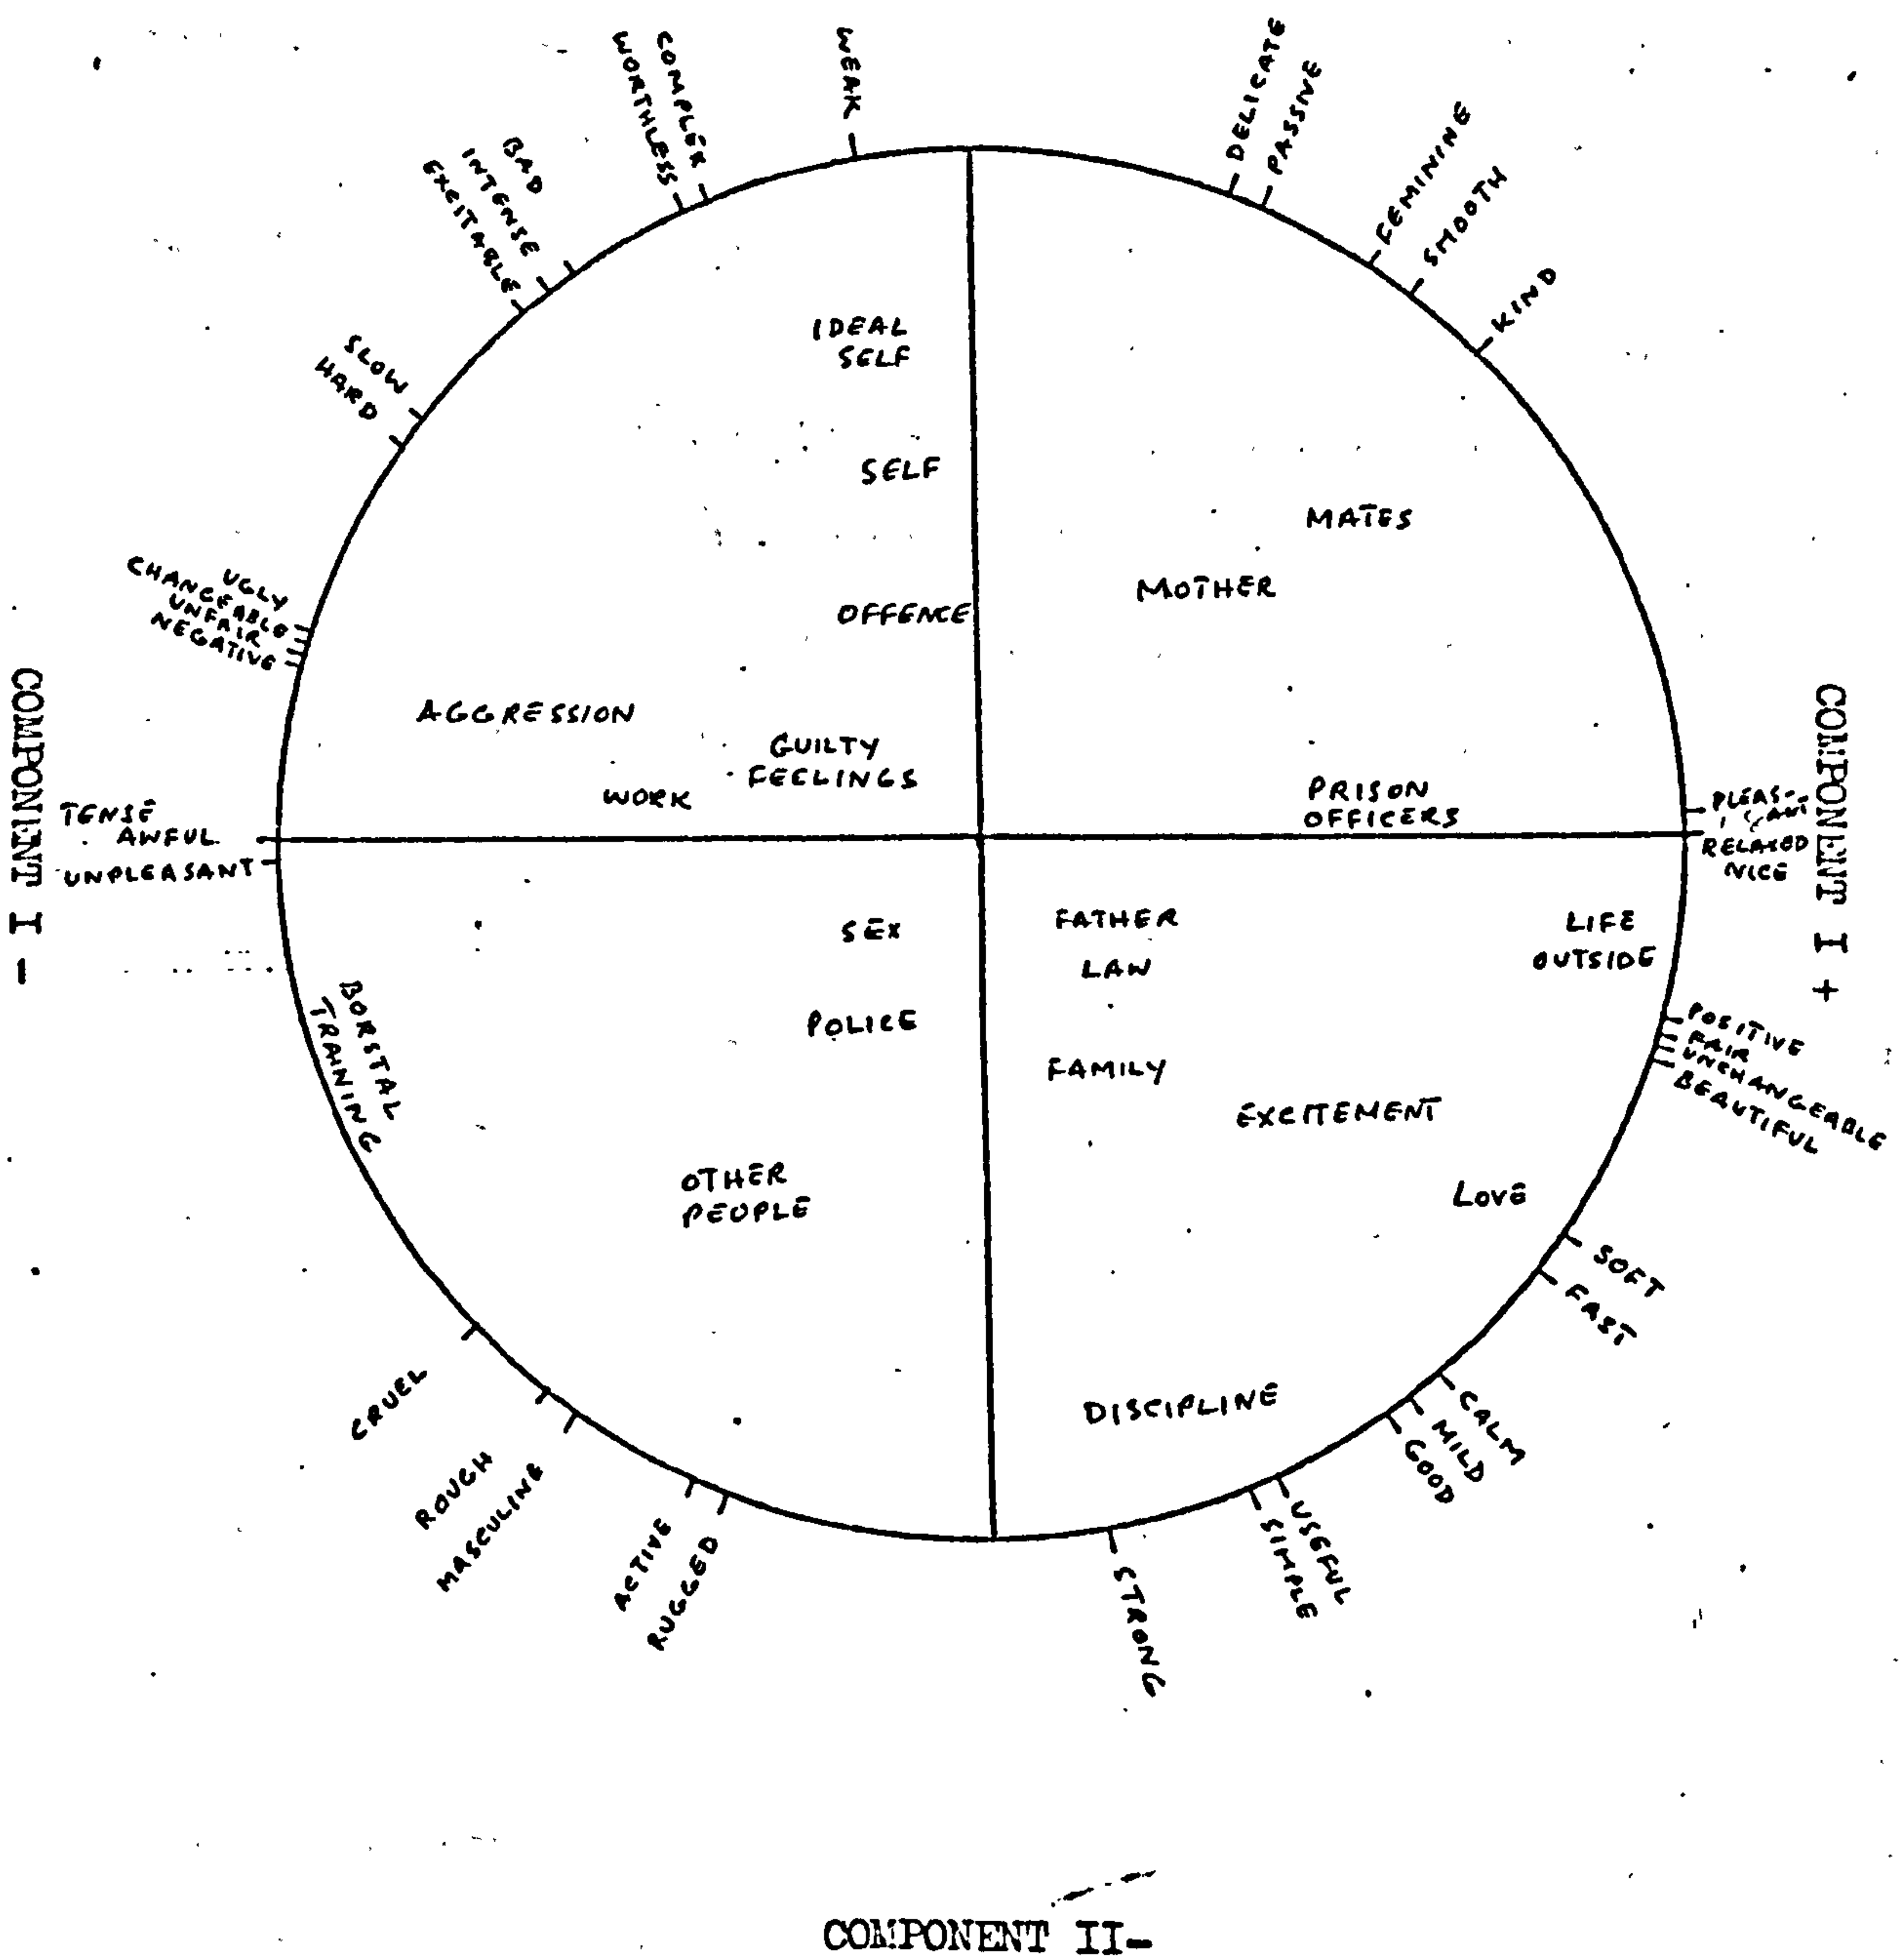 WEAK
COMPLEX
WORTHLESS
BAD
INTENSE
EXCITABLE
SLOW
HARD
UGLY
CHANGEABLE
UNFAIR
NEGATIVE
DELICATE
PASSIVE
FEMININE
SMOOTH
KIND
IDEAL
SELF
SELF
OFFENCE
AGGRESSION
GUILTY
FEELINGS
WORK
MATES
MOTHER
PRISON
OFFICERS
COMPONENT I -
TENSE
AWFUL
UNPLEASANT
COMPONENT I +
PLEAS-
ANT
RELAXED
NICE
SEX
POLICE
BORSTAL
TRANING
OTHER
PEOPLE
FATHER
LAW
FAMILY
EXCITEMENT
LIFE
OUTSIDE
LOVE
DISCIPLINE
POSITIVE
FAIR
UNCHANGEABLE
BEAUTIFUL
SOFT
FAST
CALM
MILD
GOOD
USEFUL
SIMPLE
STRONG
CRUEL
ROUGH
MASCULINE
ACTIVE
RUGGED
COMPONENT II-